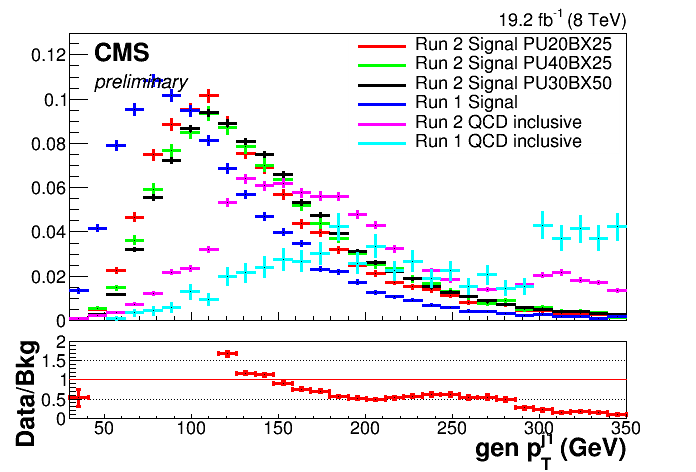 19.2 fb-1 (8 TeV)
CMS
preliminary
Run 2 Signal PU20BX25
Run 2 Signal PU40BX25
Run 2 Signal PU30BX50
Run 1 Signal
Run 2 QCD inclusive
Run 1 QCD inclusive
0.12
0.1
0.08
0.06
0.04
0.02
0
Data/Bkg
2
1.5
1
0.5
0
50 100 150 200 250 300 350
gen pTj1 (GeV)